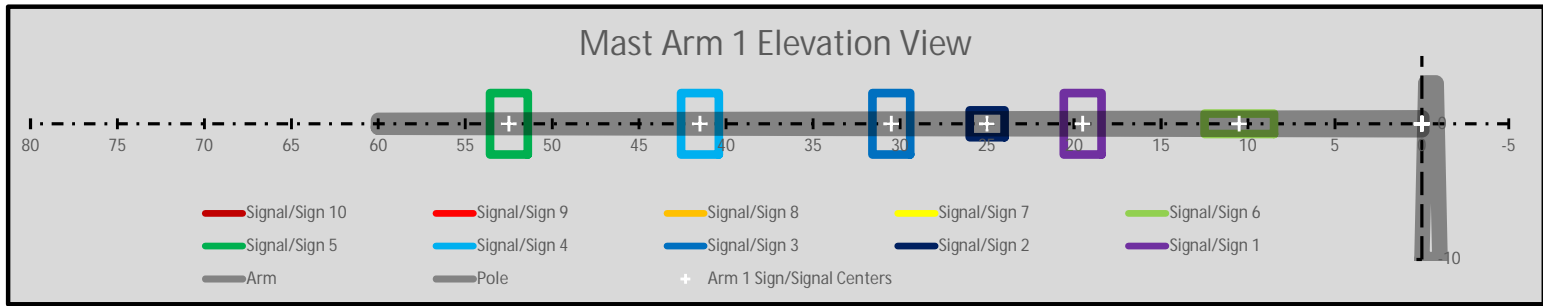 Mast Arm 1 Elevation View
0
80 75 70 65 60 55 50 45 40 35 30 25 20 15 10 5 0 -5
-10
Signal/Sign 10 Signal/Sign 9 Signal/Sign 8 Signal/Sign 7 Signal/Sign 6
Signal/Sign 5 Signal/Sign 4 Signal/Sign 3 Signal/Sign 2 Signal/Sign 1
Arm Pole Arm 1 Sign/Signal Centers